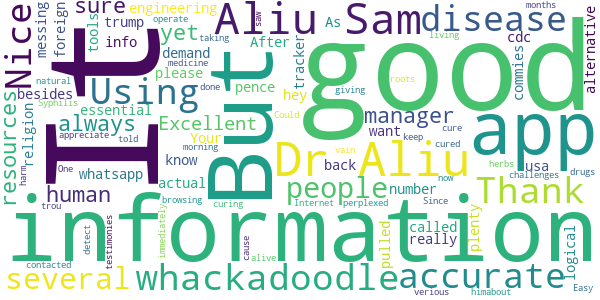 Nice
sure
Aliu
Sam
disease
trump
engineering
saw
taking
months
messing
foreign
tools
info
yet
As
operate
living
tracker
cdc
commies
alternative
besides
resources
religion
demand
please
After
pence
hey
medicine
natural
roots
done
giving
Using
It
But
good
app
essential
Syphills
always
Excellent
Could
manager
appreciate
told
Your
want
vain
keep
cure
cured
Dr Aliu
One
whatsapp
know
morning
back
usa
herbs
drugs
harm
human
actual
browsing
curing
people
number
now
challenges
Thank
trou
information
immediately
Internet
perplexed
Since
called
really
plenty
logical
detect
testimonies
cause
alive
pulled
several
contacted
whackadoodle
accurate
verious
himabout
Easy